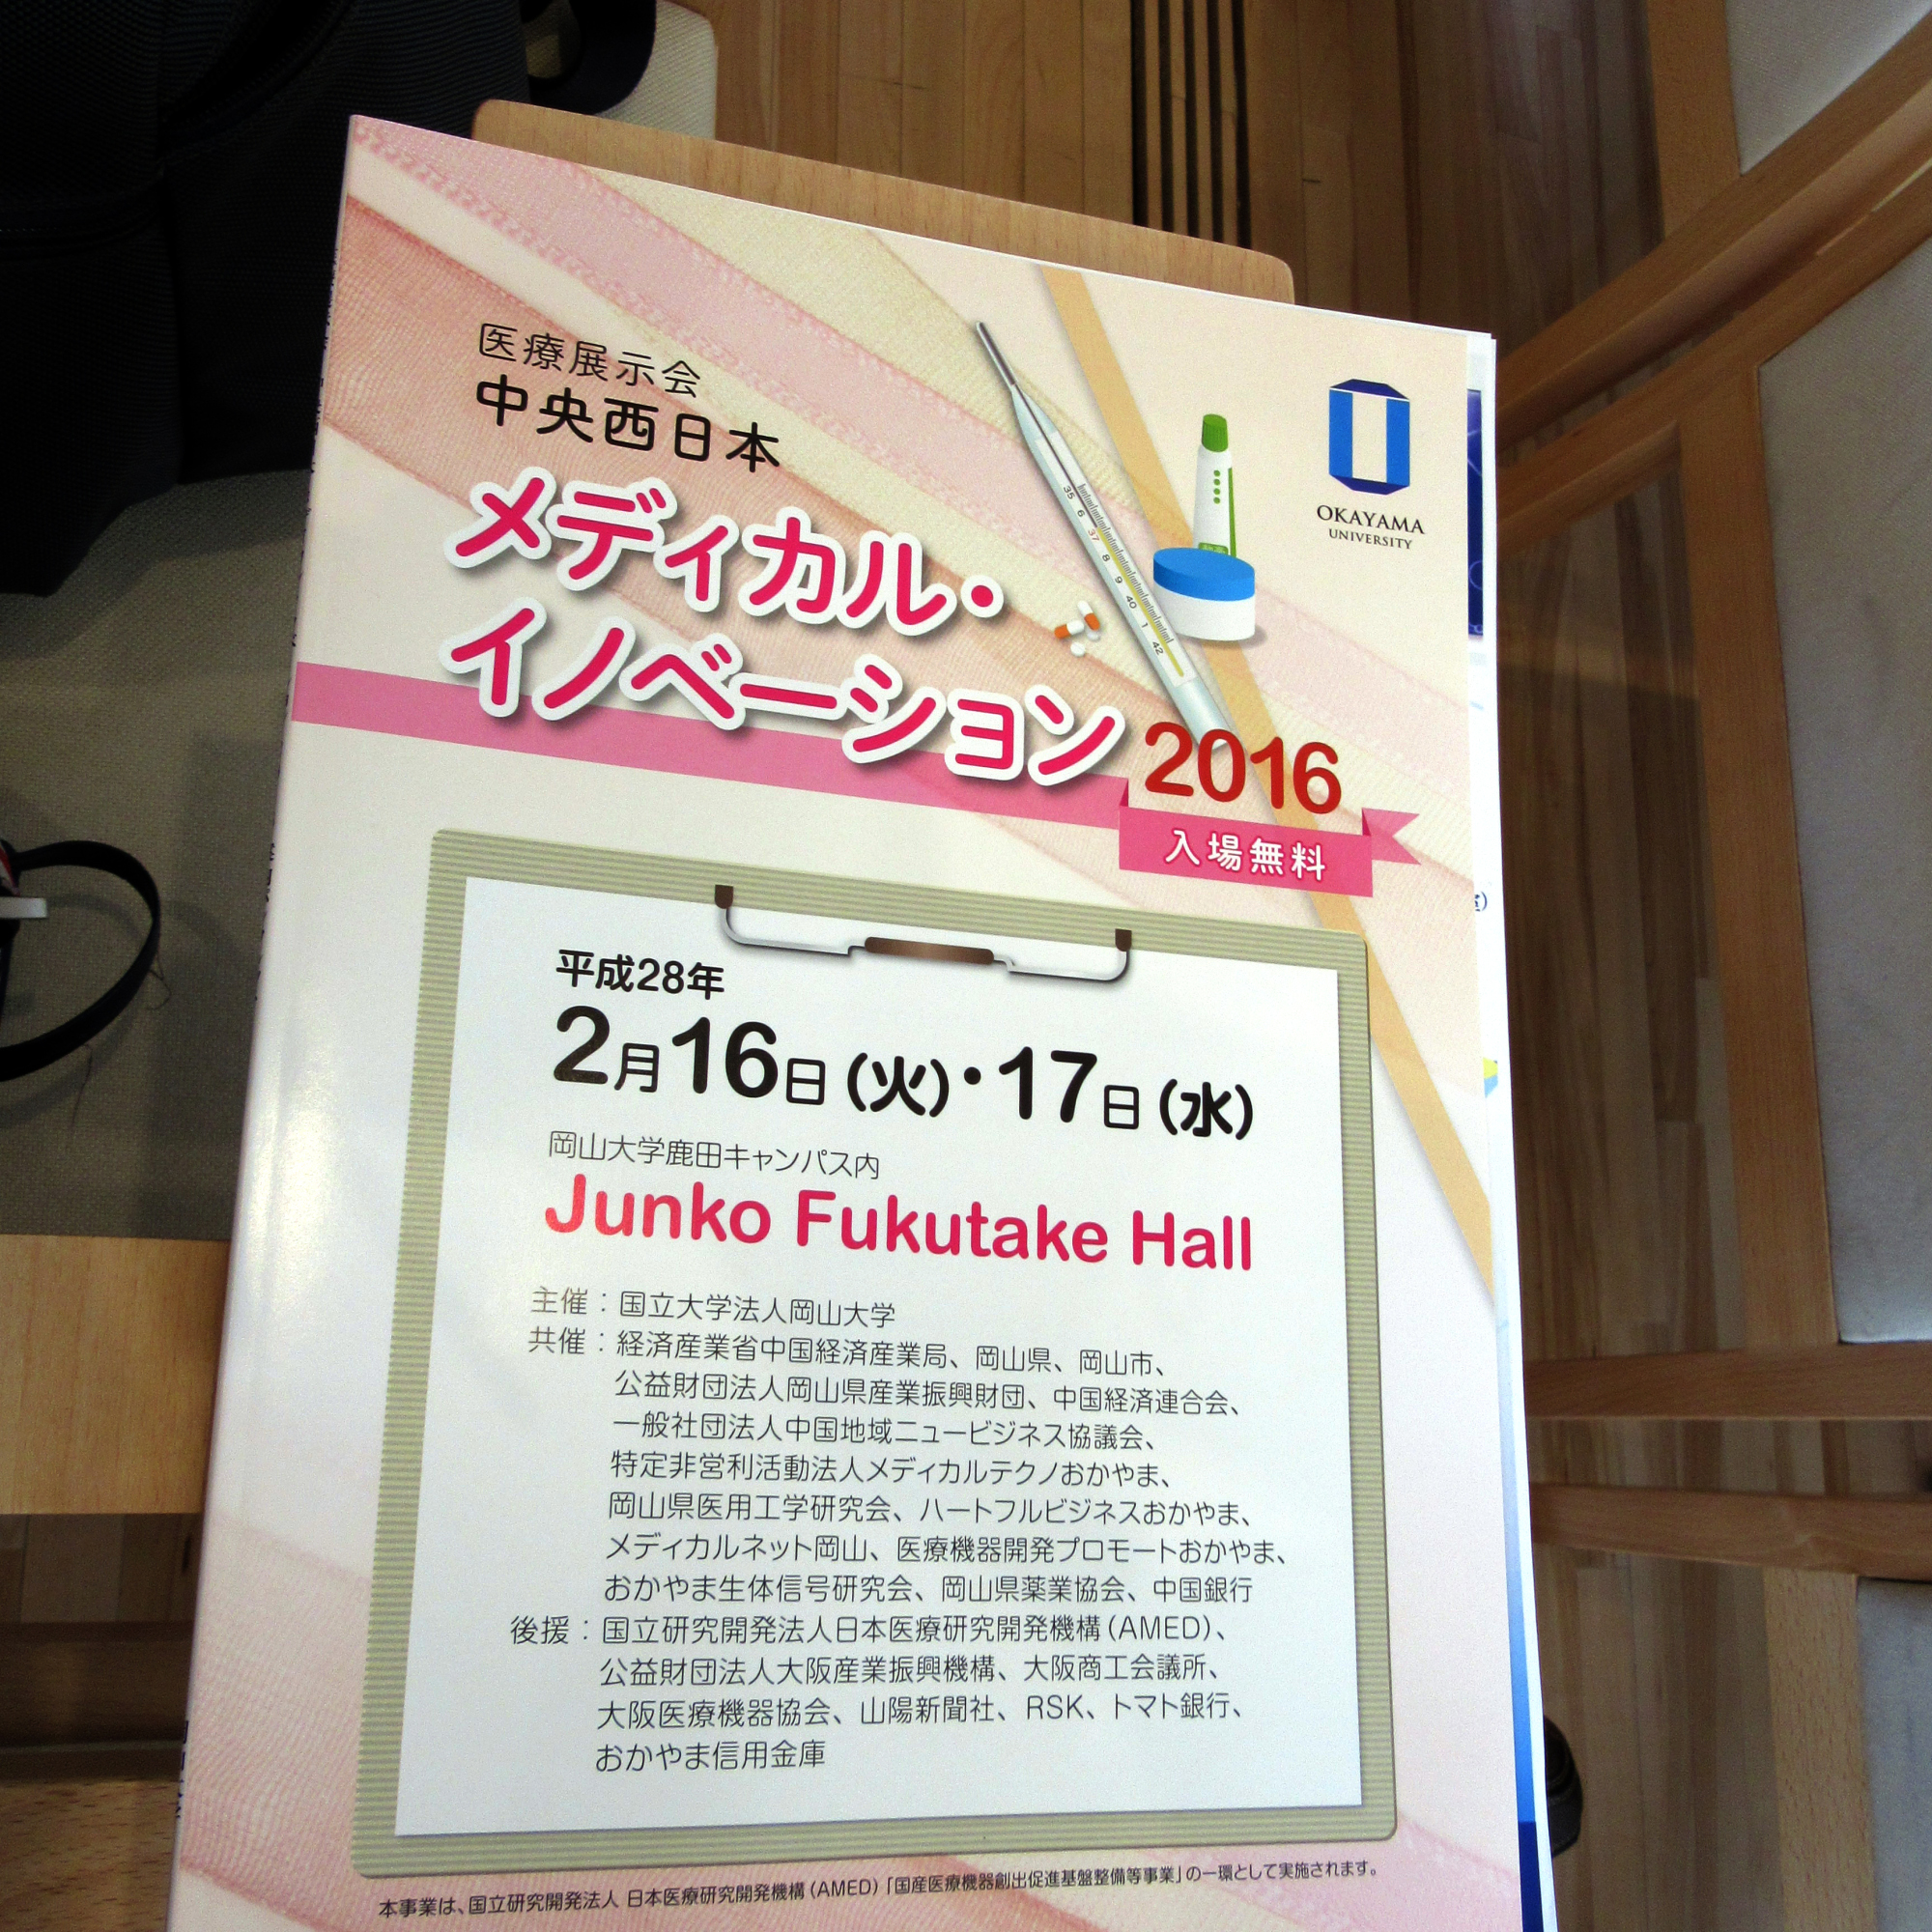 医療展示会
中央西日本
メディカル・
イノベーション2016
入場無料
OKAYAMA
UNIVERSITY
35 6 37 8 9 40 1 42
平成28年
2月16日(火)・17日(水)
岡山大学鹿田キャンパス内
Junko Fukutake Hall
主催：国立大学法人岡山大学
共催：経済産業省中国経済産業局、岡山県、岡山市、
公益財団法人岡山県産業振興財団、中国経済連合会、
一般社団法人中国地域ニュービジネス協議会、
特定非営利活動法人メディカルテクノおかやま、
岡山県医用工学研究会、ハートフルビジネスおかやま、
メディカルネット岡山、医療機器開発プロモートおかやま、
おかやま生体信号研究会、岡山県薬業協会、中国銀行
後援：国立研究開発法人日本医療研究開発機構(AMED)、
公益財団法人大阪産業振興機構、大阪商工会議所、
大阪医療機器協会、山陽新聞社、RSK、トマト銀行、
おかやま信用金庫
本事業は、国立研究開発法人 日本医療研究開発機構(AMED)「国産医療機器創出促進基盤整備等事業」の一環として実施されます。